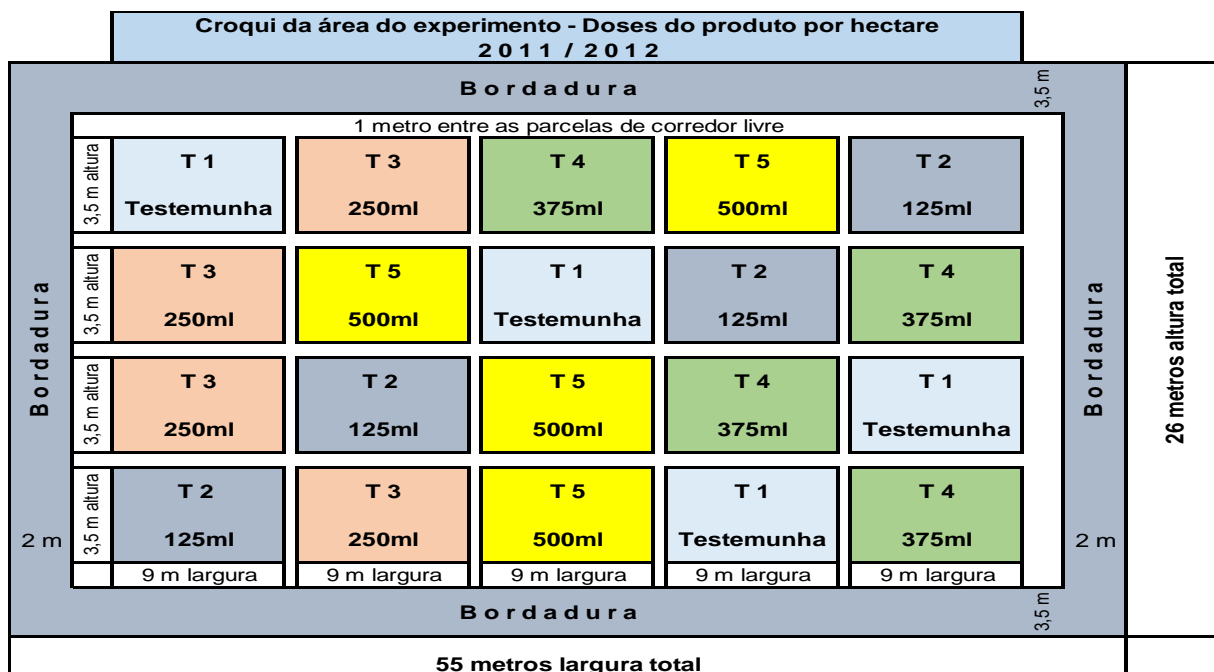 Croqui da área do experimento - Doses do produto por hectare
2 0 1 1 / 2 0 1 2
Bordadura
3,5 m
1 metro entre as parcelas de corredor livre
3,5 m altura
T 1
T 3
T 4
T 5
T 2
Testemunha
250ml
375ml
500ml
125ml
3,5 m altura
T 3
T 5
T 1
T 2
T 4
250ml
500ml
Testemunha
125ml
375ml
Bordadura
Bordadura
26 metros altura total
3,5 m altura
T 3
T 2
T 5
T 4
T 1
250ml
125ml
500ml
375ml
Testemunha
3,5 m altura
T 2
T 3
T 5
T 1
T 4
2 m
125ml
250ml
500ml
Testemunha
375ml
2 m
9 m largura
9 m largura
9 m largura
9 m largura
9 m largura
Bordadura
3,5 m
55 metros largura total